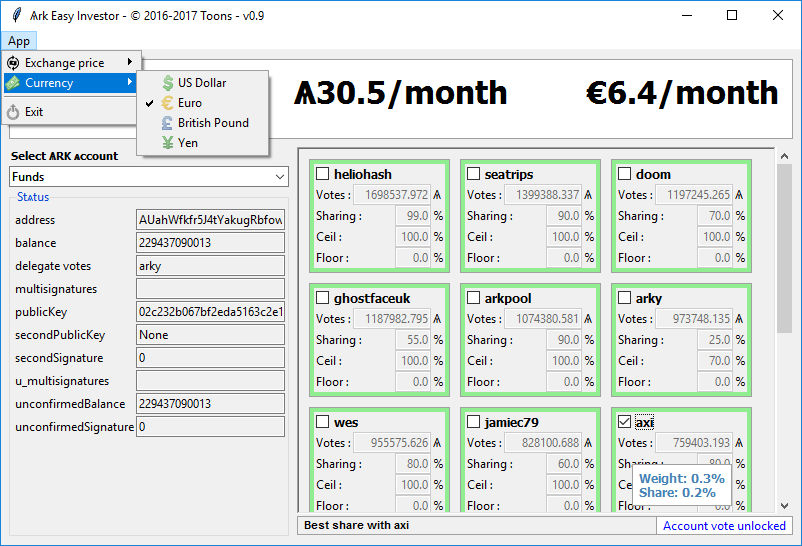 Ark Easy Investor - © 2016-2017 Toons - v0.9
App
Exchange price
Currency
Exit
US Dollar
Euro
British Pound
Yen
Ѧ30.5/month
€6.4/month
Select ѦRK ѧccount
Funds
Stѧtus
address AUahWfkfr5J4tYakugRbfow
balance 229437090013
delegate votes arky
multisignatures
publicKey 02c232b067bf2eda5163c2e1
secondPublicKey None
secondSignature 0
u_multisignatures
unconfirmedBalance 229437090013
unconfirmedSignature 0
heliohash
Votes : 1698537.972 Ѧ
Sharing : 99.0 %
Ceil : 100.0 %
Floor : 0.0 %
seatrips
Votes : 1399388.337 Ѧ
Sharing : 90.0 %
Ceil : 100.0 %
Floor : 0.0 %
doom
Votes : 1197245.265 Ѧ
Sharing : 70.0 %
Ceil : 100.0 %
Floor : 0.0 %
ghostfaceuk
Votes : 1187982.795 Ѧ
Sharing : 55.0 %
Ceil : 100.0 %
Floor : 0.0 %
arkpool
Votes : 1074380.581 Ѧ
Sharing : 90.0 %
Ceil : 100.0 %
Floor : 0.0 %
arky
Votes : 973748.135 Ѧ
Sharing : 25.0 %
Ceil : 70.0 %
Floor : 0.0 %
wes
Votes : 955575.626 Ѧ
Sharing : 80.0 %
Ceil : 100.0 %
Floor : 0.0 %
jamiec79
Votes : 828100.688 Ѧ
Sharing : 60.0 %
Ceil : 100.0 %
Floor : 0.0 %
axi
Votes : 759403.193 Ѧ
Sharing : 80.0 %
Ceil %
Floor : %
Weight: 0.3%
Share: 0.2%
Best share with axi
Account vote unlocked